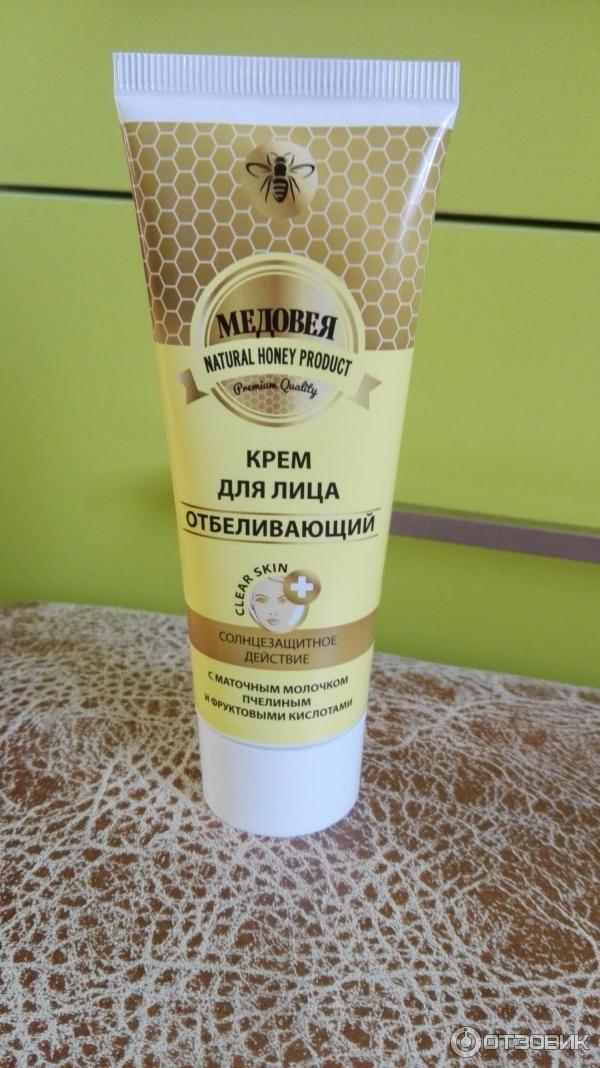 МЕДОВЕЯ
NATURAL HONEY PRODUCT
Premium Quality
КРЕМ
ДЛЯ ЛИЦА
ОТБЕЛИВАЮЩИЙ
CLEAR SKIN
СОЛНЦЕЗАЩИТНОЕ
ДЕЙСТВИЕ
С МАТОЧНЫМ МОЛОЧКОМ
ПЧЕЛИНЫМ
И ФРУКТОВЫМИ КИСЛОТАМИ
ОТЗОВИК